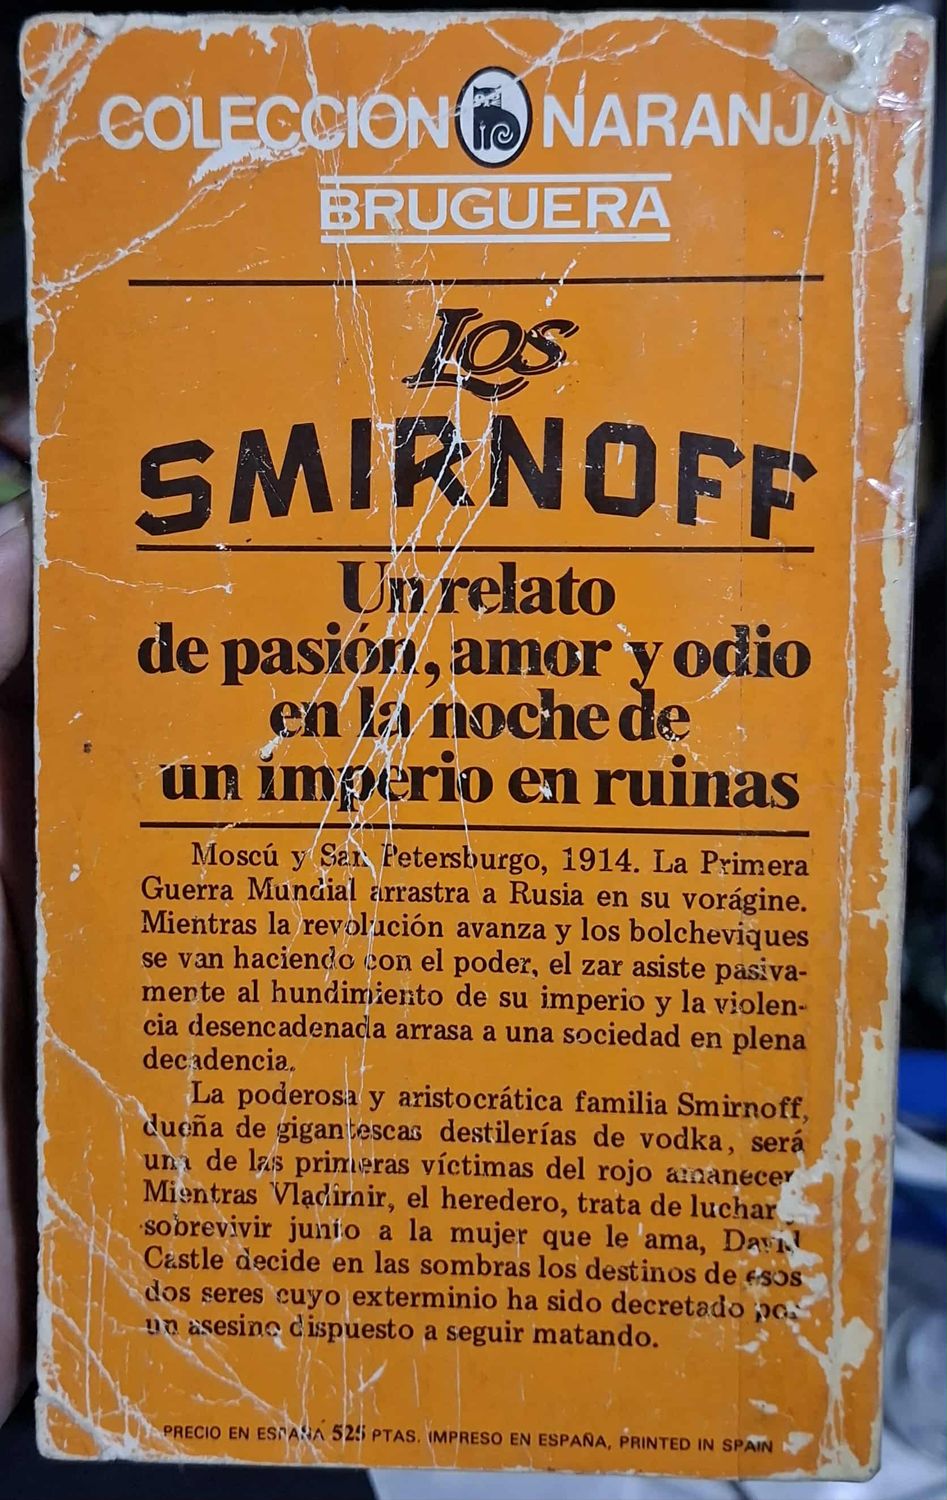 COLECCION NARANJA
BRUGUERA
Los
SMIRNOFF
Un relato
de pasión, amor y odio
en la noche de
un imperio en ruinas
Moscú y San Petersburgo, 1914. La Primera
Guerra Mundial arrastra a Rusia en su vorágine.
Mientras la revolución avanza y los bolcheviques
se van haciendo con el poder, el zar asiste pasiva-
mente al hundimiento de su imperio y la violen-
cia desencadenada arrasa a una sociedad en plena
decadencia.
La poderosa y aristocrática familia Smirnoff,
dueña de gigantescas destilerías de vodka, será
una de las primeras víctimas del rojo amanecer.
Mientras Vladimir, el heredero, trata de luchar y
sobrevivir junto a la mujer que le ama, David
Castle decide en las sombras los destinos de esos
dos seres cuyo exterminio ha sido decretado por
un asesino dispuesto a seguir matando.
PRECIO EN ESPAÑA 525 PTAS. IMPRESO EN ESPAÑA, PRINTED IN SPAIN